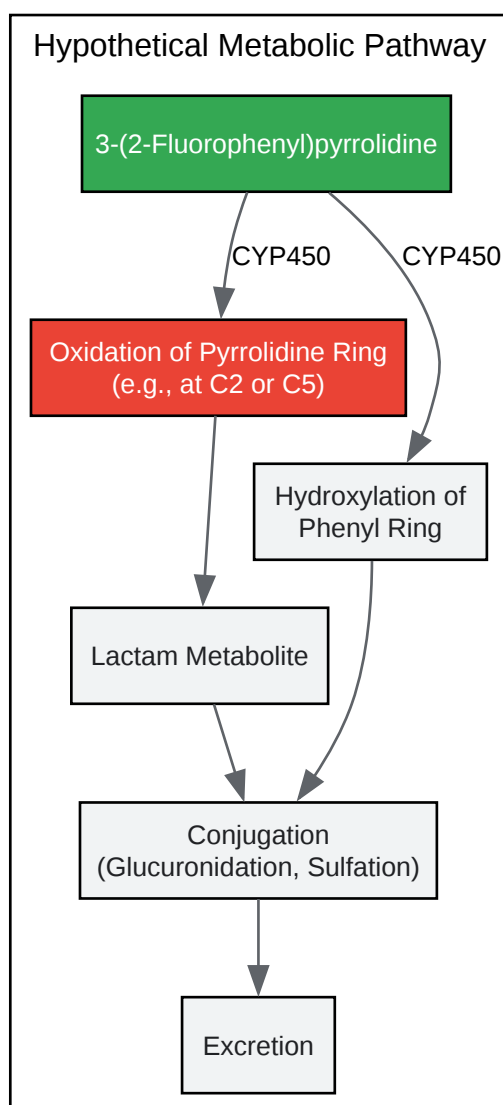 Hypothetical Metabolic Pathway
3-(2-Fluorophenyl)pyrrolidine
CYP450
CYP450
Oxidation of Pyrrolidine Ring
(e.g., at C2 or C5)
Hydroxylation of
Phenyl Ring
Lactam Metabolite
Conjugation
(Glucuronidation, Sulfation)
Excretion